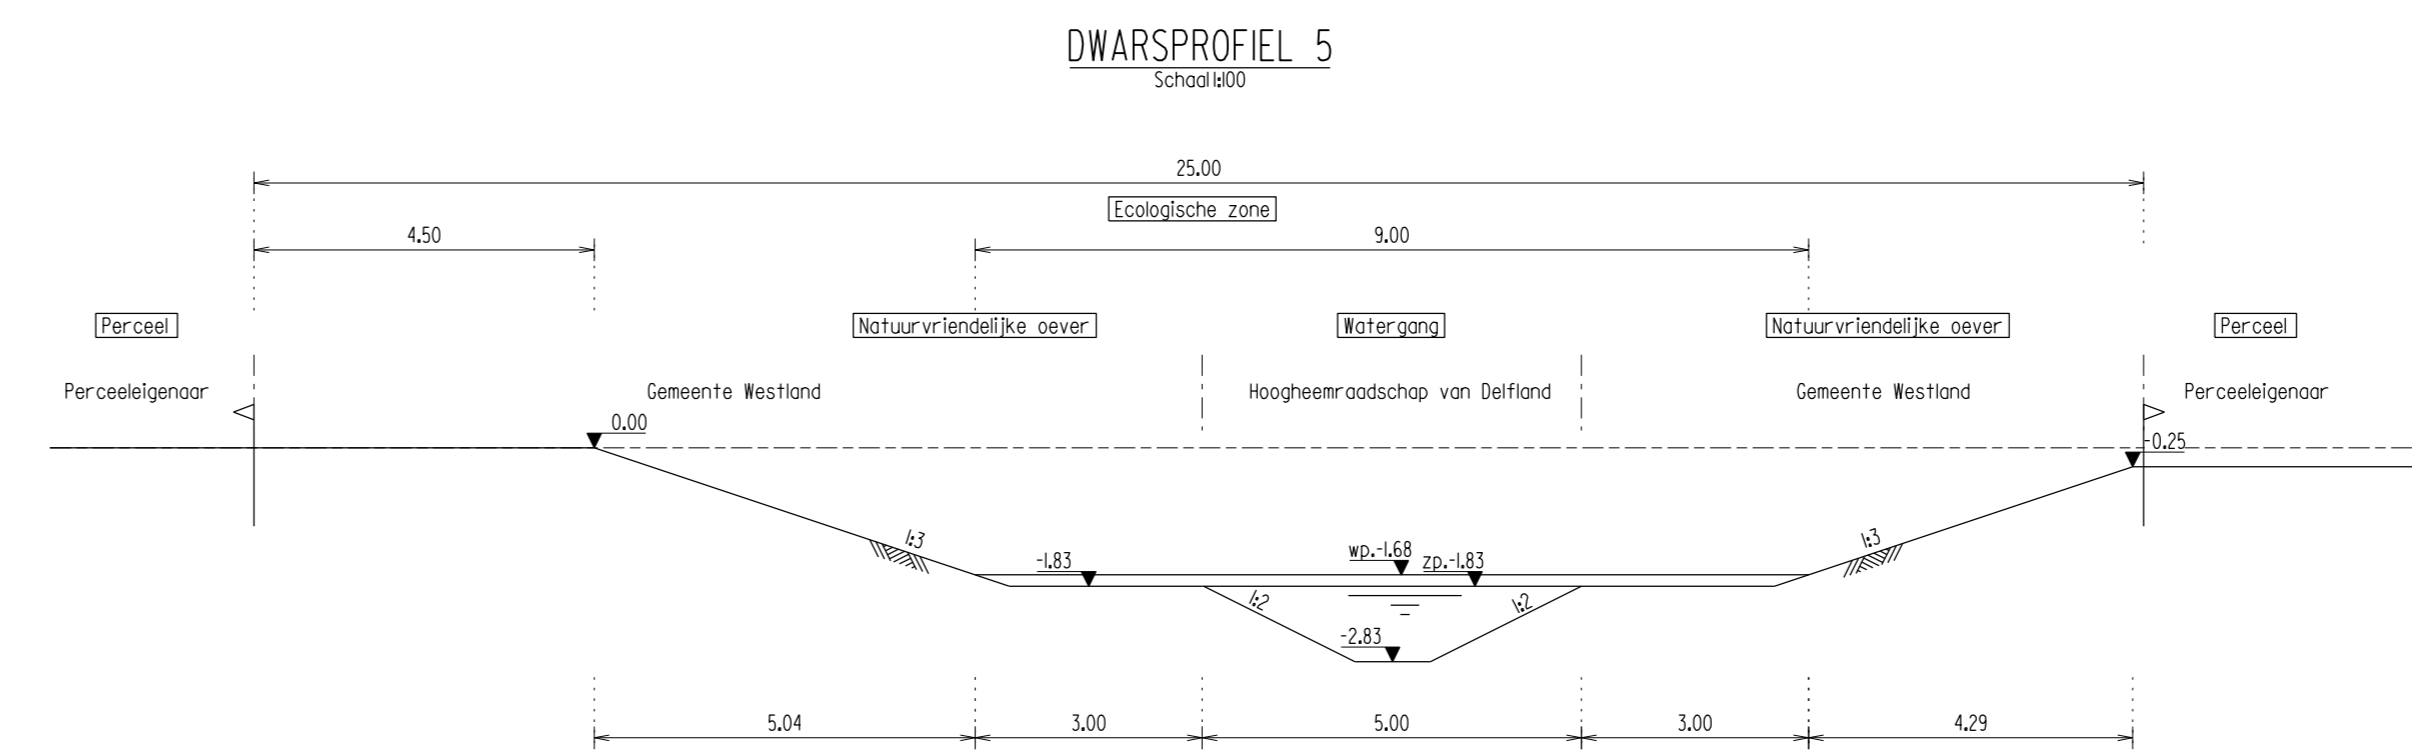 DWARSPROFIEL 5
Schaal 1:100
25.00
Ecologische zone
4.50
9.00
Perceel
Natuurvriendelijke oever
Watergang
Natuurvriendelijke oever
Perceel
Perceeleigenaar
Gemeente Westland
Hoogheemraadschap van Delfland
Gemeente Westland
Perceeleigenaar
0.00
-0.25
1:3
1:3
-1.83
wp.-1.68
zp.-1.83
1:2
1:2
-2.83
5.04
3.00
5.00
3.00
4.29